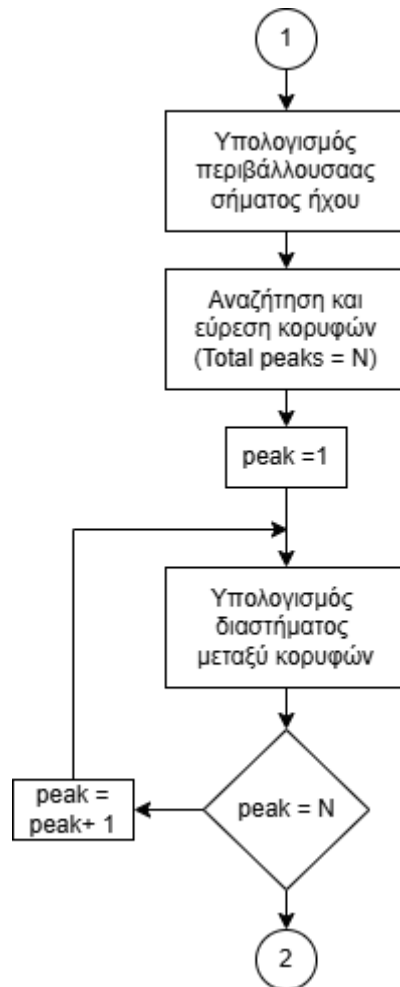 1
Υπολογισμός
περιβάλλουσαας
σήματος ήχου
Αναζήτηση και
εύρεση κορυφών
(Total peaks = N)
peak =1
Υπολογισμός
διαστήματος
μεταξύ κορυφών
peak = N
peak =
peak+ 1
2